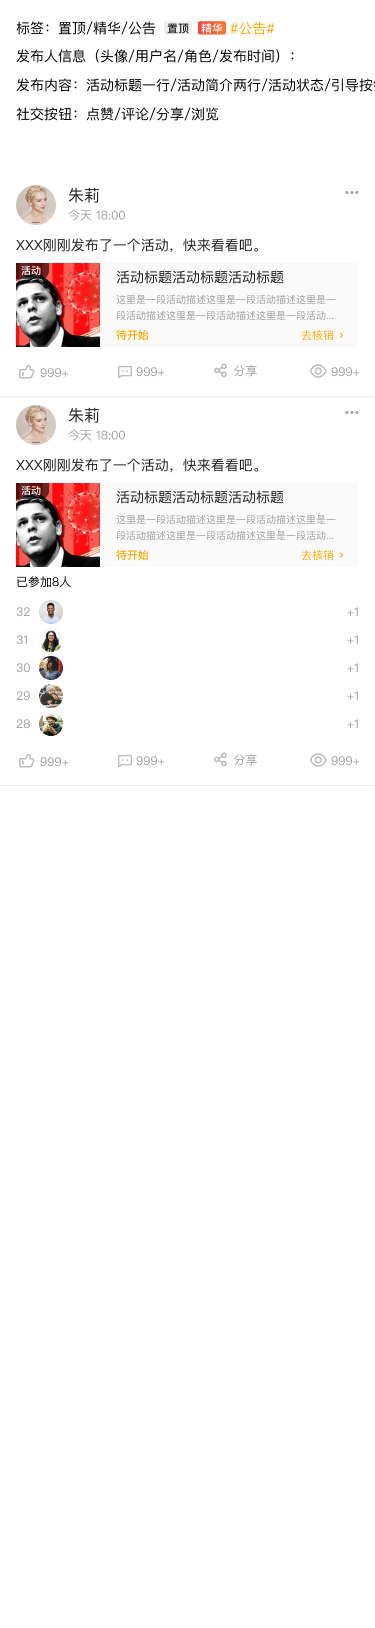 标签：置顶/精华/公告 置顶 精华 #公告#
发布人信息（头像/用户名/角色/发布时间）：
发布内容：活动标题一行/活动简介两行/活动状态/引导按
社交按钮：点赞/评论/分享/浏览
朱莉
今天 18:00
XXX刚刚发布了一个活动，快来看看吧。
活动
活动标题活动标题活动标题
这里是一段活动描述这里是一段活动描述这里是一
段活动描述这里是一段活动描述这里是一段活动...
待开始 去核销
999+ 999+ 分享 999+
朱莉
今天 18:00
XXX刚刚发布了一个活动，快来看看吧。
活动
活动标题活动标题活动标题
这里是一段活动描述这里是一段活动描述这里是一
段活动描述这里是一段活动描述这里是一段活动...
待开始 去核销
已参加8人
32 +1
31 +1
30 +1
29 +1
28 +1
999+ 999+ 分享 999+